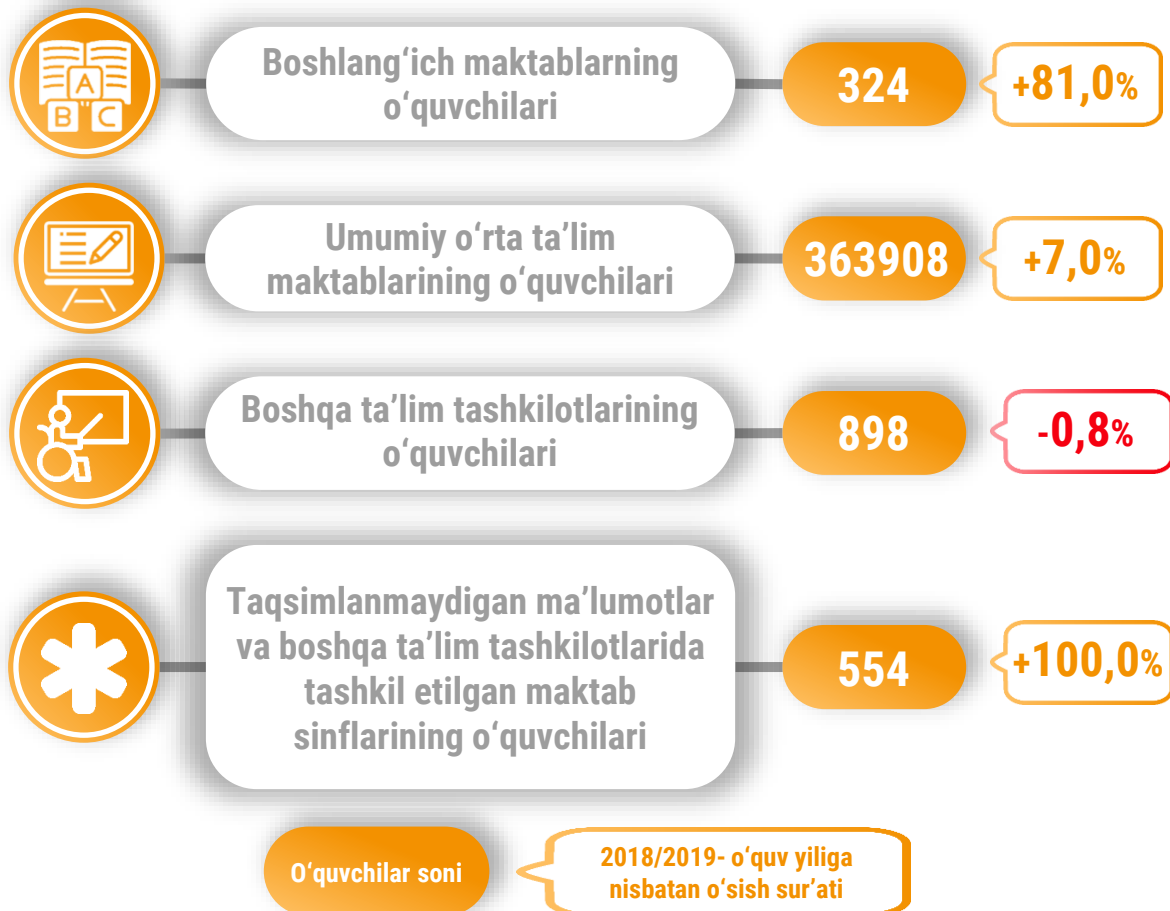 A
B C
Boshlang‘ich maktablarning
o‘quvchilari
324
+81,0%
Umumiy o‘rta ta’lim
maktablarining o‘quvchilari
363908
+7,0%
Boshqa ta’lim tashkilotlarining
o‘quvchilari
898
-0,8%
Taqsimlanmaydigan ma’lumotlar
va boshqa ta’lim tashkilotlarida
tashkil etilgan maktab
sinflarining o‘quvchilari
554
+100,0%
O‘quvchilar soni
2018/2019- o‘quv yiliga
nisbatan o‘sish sur’ati